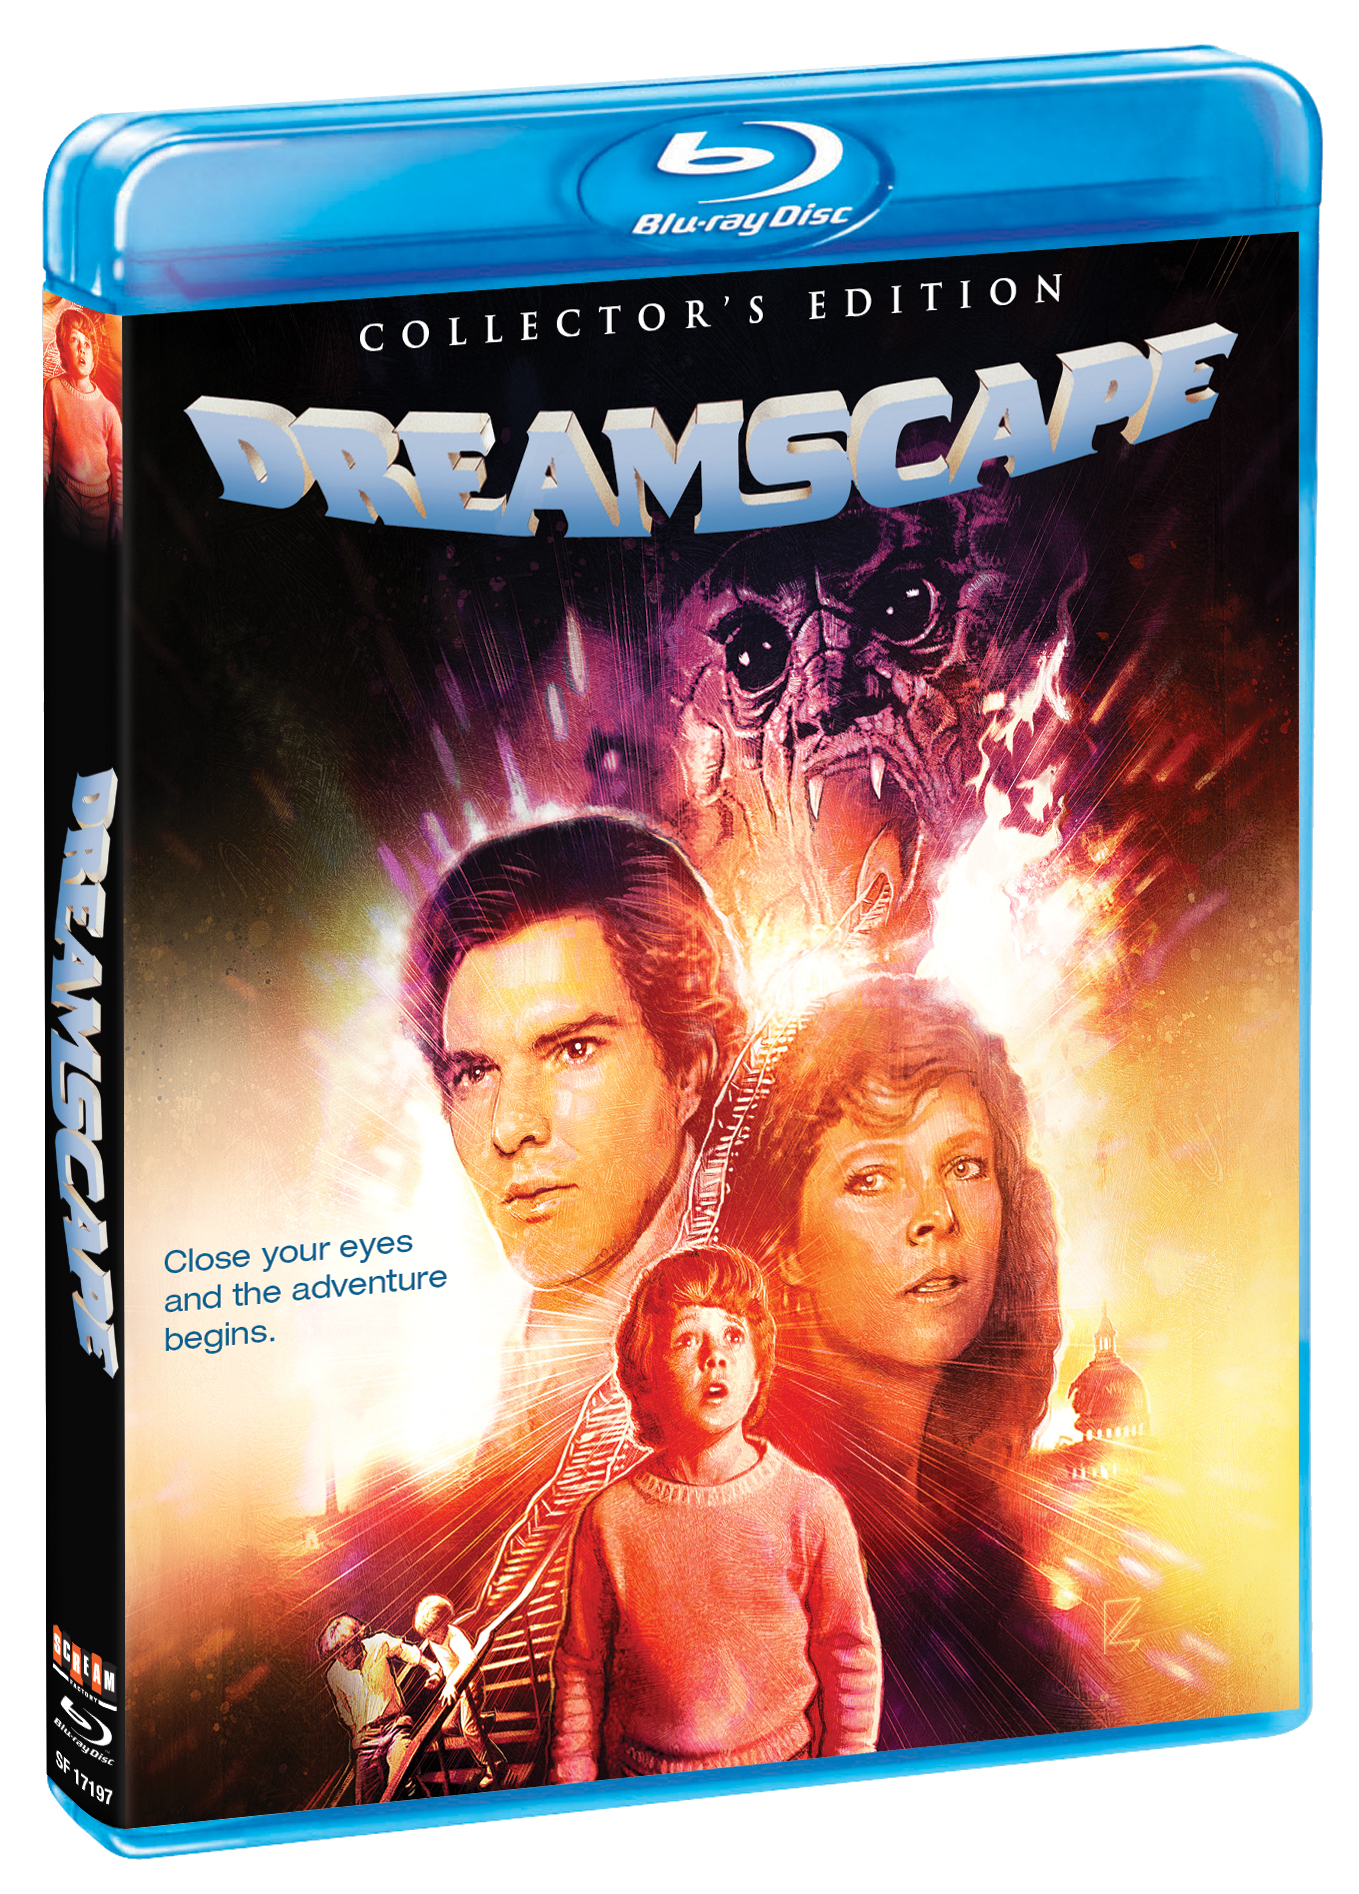 Blu-ray Disc
COLLECTOR'S EDITION
DREAMSCAPE
Close your eyes
and the adventure
begins.
DREAMSCAPE
SCREAM
FACTORY
Blu-ray Disc
SF 17197